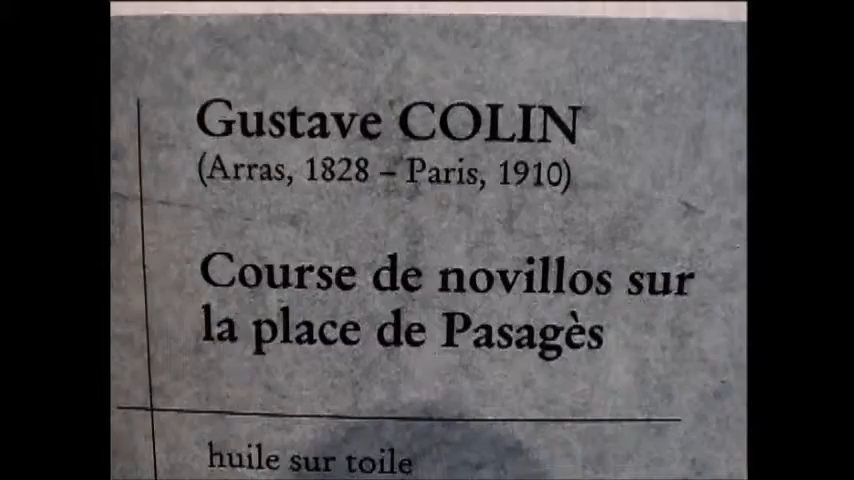 Gustave COLIN
(Arras, 1828 – Paris, 1910)
Course de novillos sur
la place de Pasagès
huile sur toile